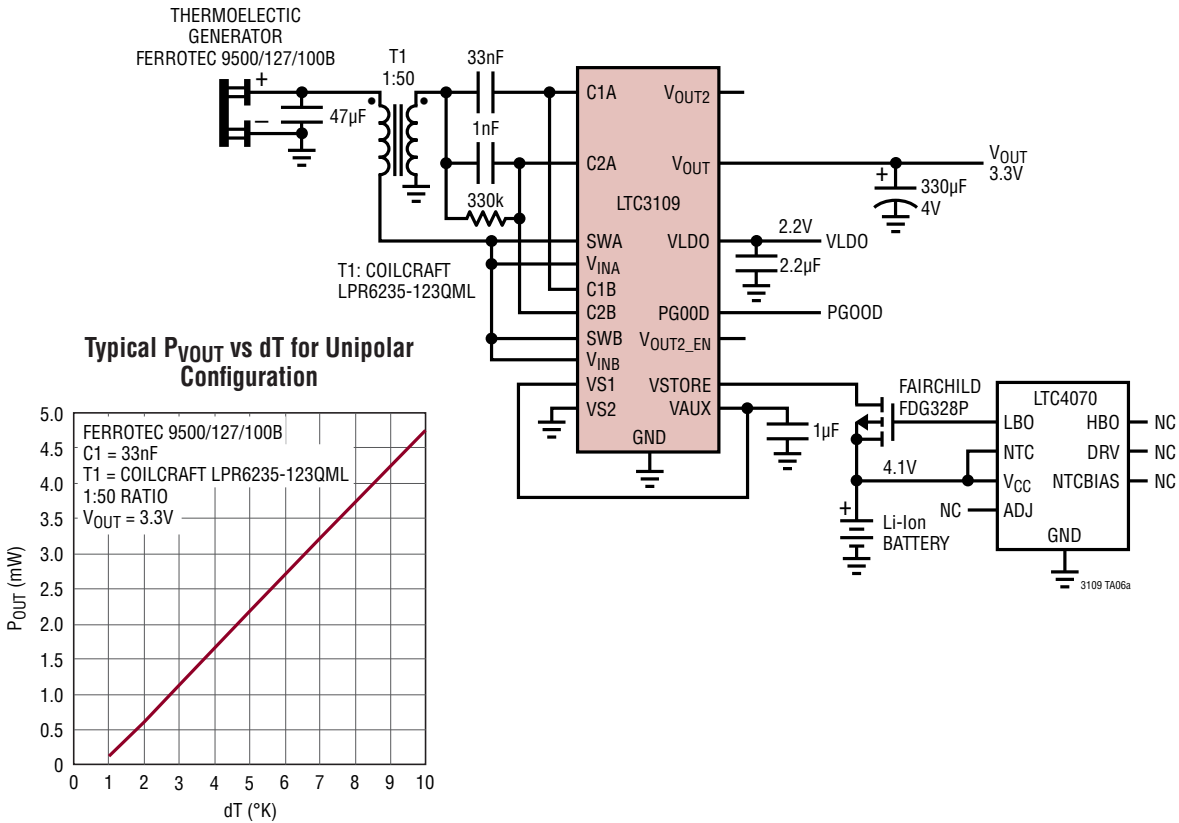 THERMOELECTIC
GENERATOR
FERROTEC 9500/127/100B
+
–
47µF
T1
1:50
33nF
1nF
330k
T1: COILCRAFT
LPR6235-123QML
C1A
C2A
SWA
VINA
C1B
C2B
SWB
VINB
VS1
VS2
LTC3109
GND
VOUT2
VOUT
VLDO
PG00D
VOUT2_EN
VSTORE
VAUX
VOUT
3.3V
+
330µF
4V
2.2V
VLDO
2.2µF
PGOOD
1µF
FAIRCHILD
FDG328P
4.1V
+
Li-Ion
BATTERY
NC
LTC4070
LBO
NTC
VCC
ADJ
HBO
DRV
NTCBIAS
GND
NC
NC
NC
3109 TA06a
Typical PVOUT vs dT for Unipolar
Configuration
FERROTEC 9500/127/100B
C1 = 33nF
T1 = COILCRAFT LPR6235-123QML
1:50 RATIO
VOUT = 3.3V
POUT (mW)
5.0
4.5
4.0
3.5
3.0
2.5
2.0
1.5
1.0
0.5
0
0 1 2 3 4 5 6 7 8 9 10
dT (°K)